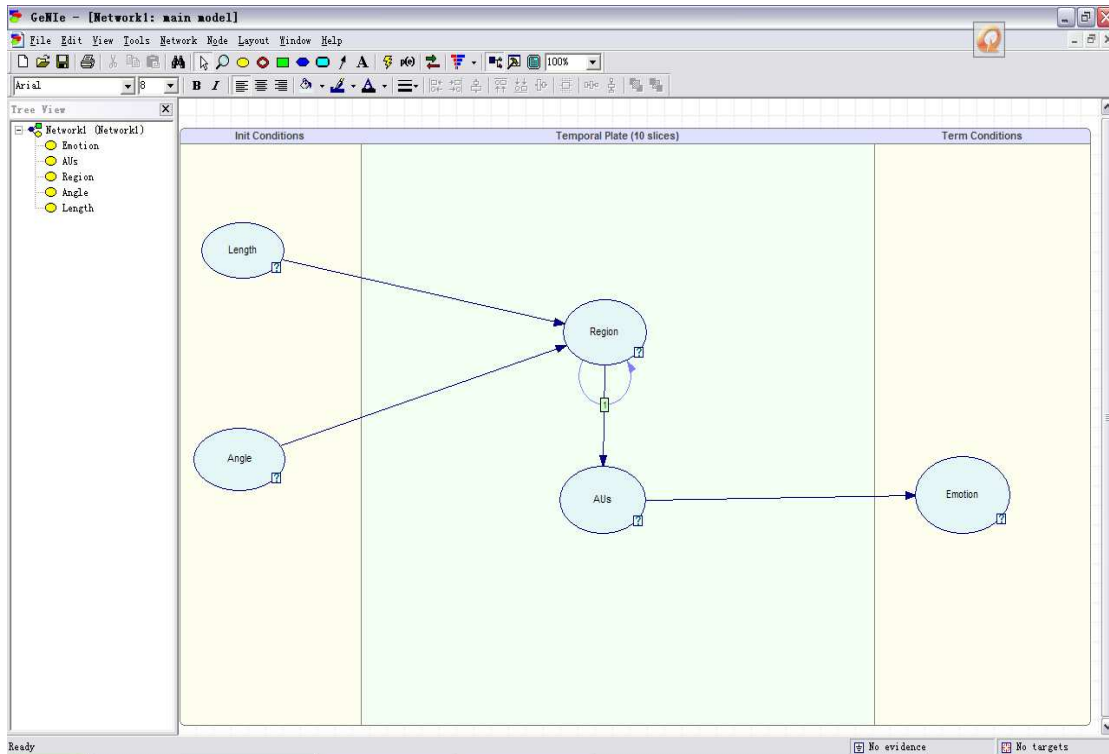 GeNIe - [Network1: main model]
File Edit View Tools Network Node Layout Window Help
A p(e) 100%
Arial 8 B I A
Tree View
Network1 (Network1)
Emotion
AUs
Region
Angle
Length
Init Conditions Temporal Plate (10 slices) Term Conditions
Length
?
Region
?
1
Angle
?
AUs
?
Emotion
?
Ready No evidence No targets